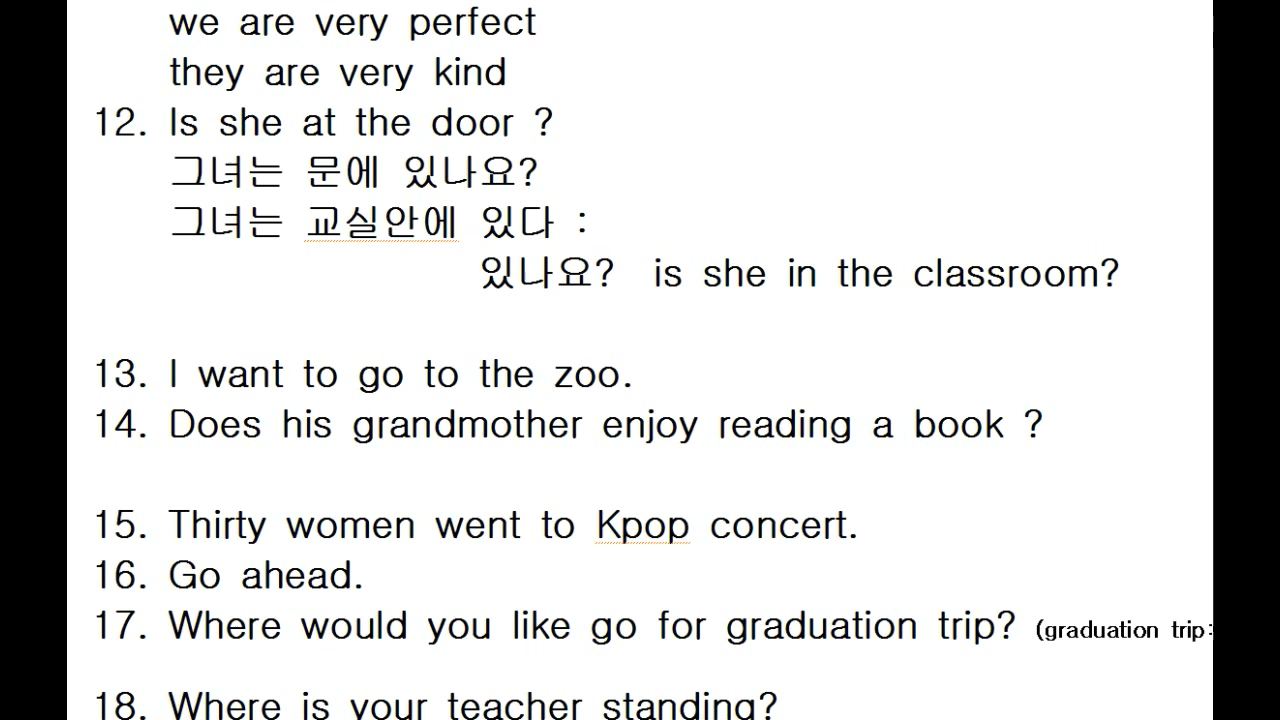 we are very perfect
they are very kind
12. Is she at the door ?
그녀는 문에 있나요?
그녀는 교실안에 있다 :
있나요? is she in the classroom?
13. I want to go to the zoo.
14. Does his grandmother enjoy reading a book ?
15. Thirty women went to Kpop concert.
16. Go ahead.
17. Where would you like go for graduation trip? (graduation trip:
18. Where is your teacher standing?